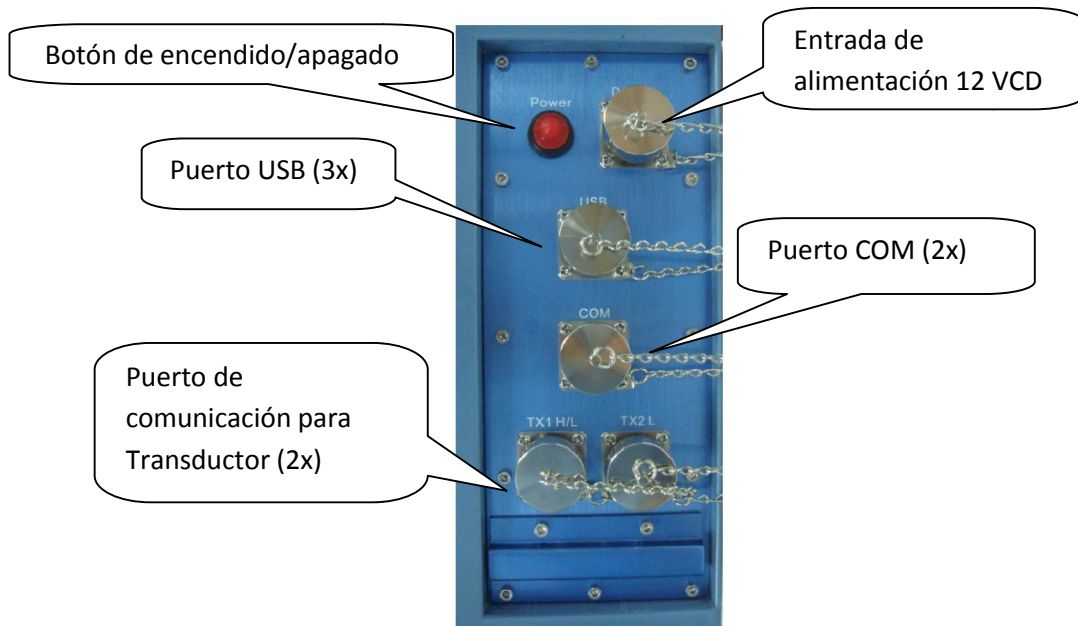 Botón de encendido/apagado
Entrada de
alimentación 12 VCD
Power
D
Puerto USB (3x)
USB
Puerto COM (2x)
COM
Puerto de
comunicación para
Transductor (2x)
TX1 H/L
TX2 L